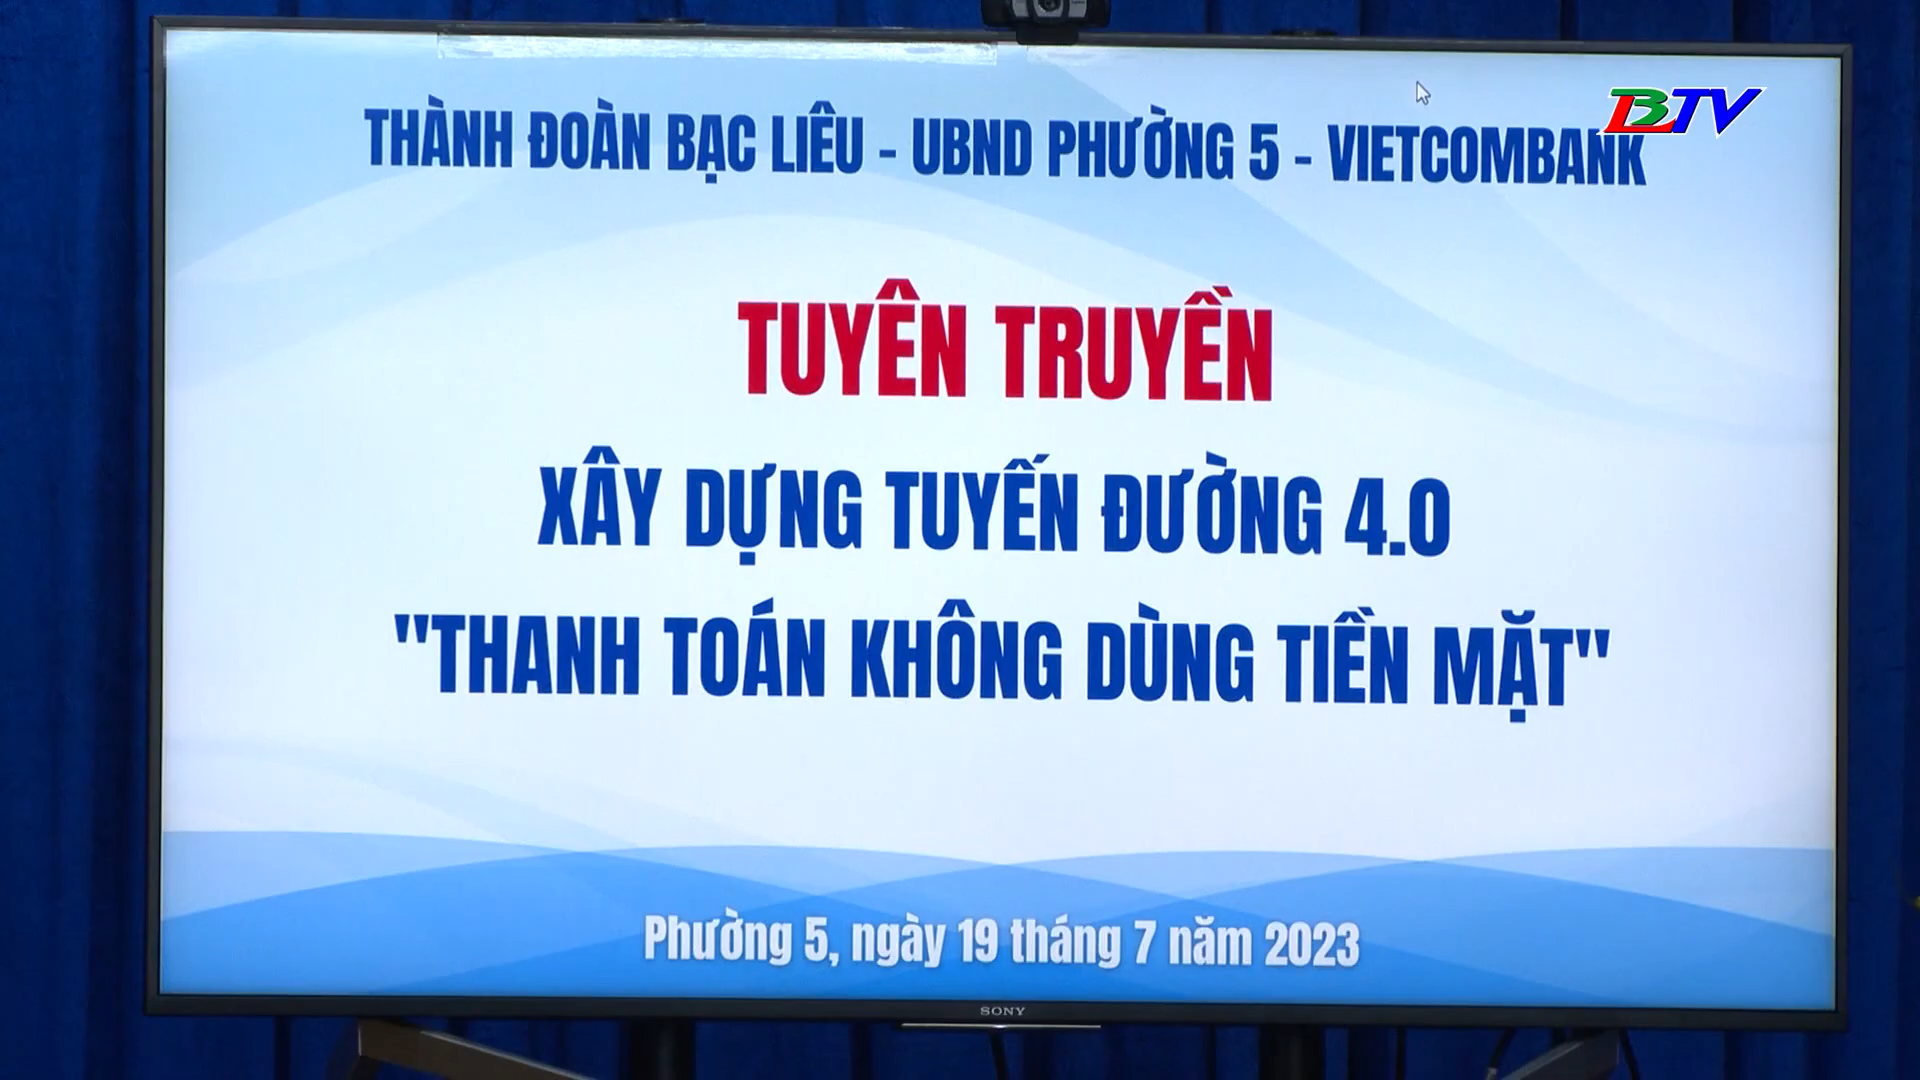 BLTV
THÀNH ĐOÀN BẠC LIÊU - UBND PHƯỜNG 5 - VIETCOMBANK
TUYÊN TRUYỀN
XÂY DỰNG TUYẾN ĐƯỜNG 4.0
"THANH TOÁN KHÔNG DÙNG TIỀN MẶT"
Phường 5, ngày 19 tháng 7 năm 2023
SONY